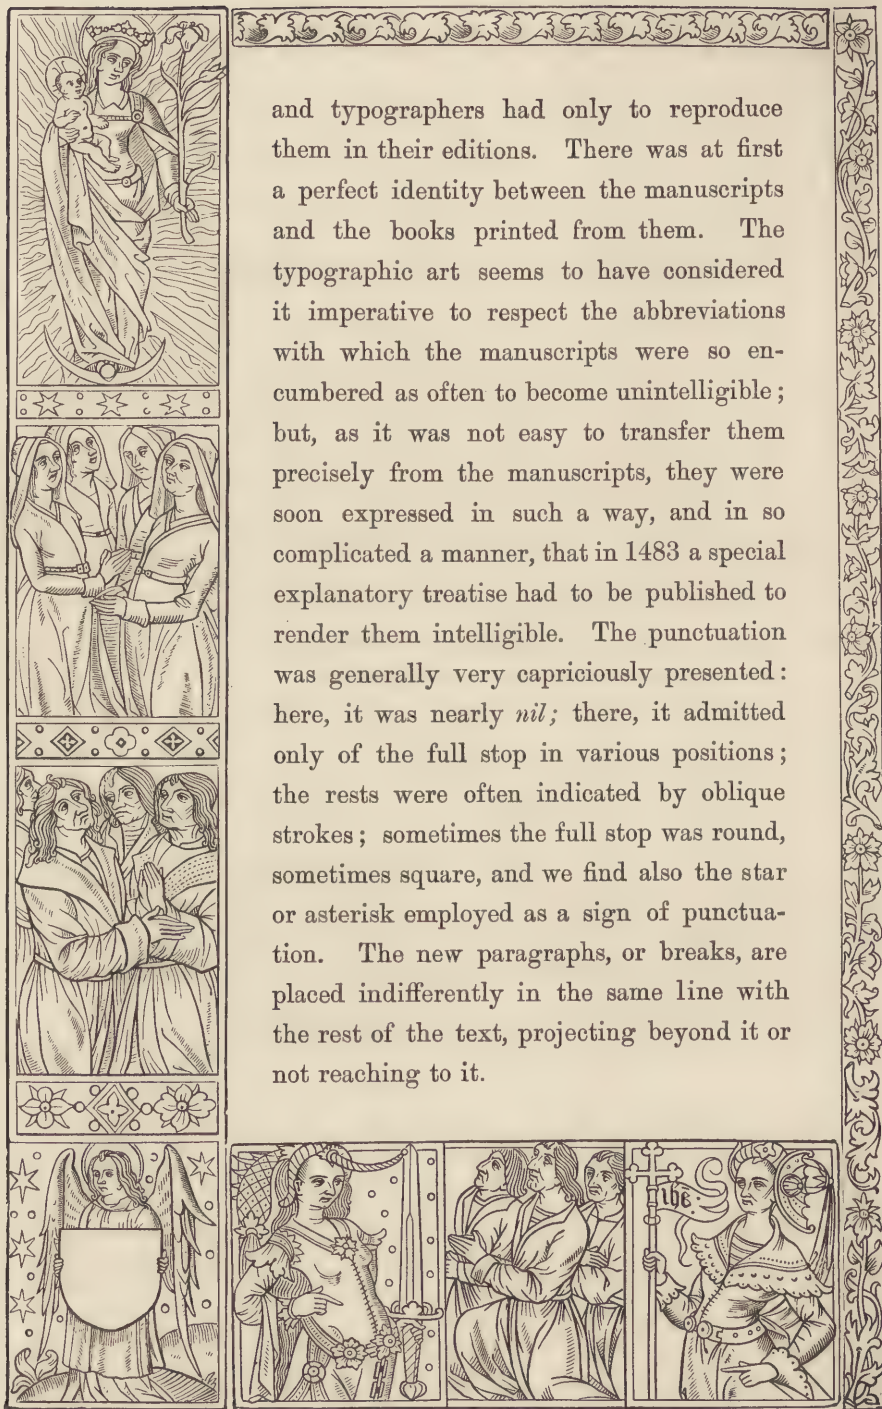 and typographers had only to reproduce
them in their editions. There was at first
a perfect identity between the manuscripts
and the books printed from them. The
typographic art seems to have considered
it imperative to respect the abbreviations
with which the manuscripts were so en-
cumbered as often to become unintelligible;
but, as it was not easy to transfer them
precisely from the manuscripts, they were
soon expressed in such a way, and in so
complicated a manner, that in 1483 a special
explanatory treatise had to be published to
render them intelligible. The punctuation
was generally very capriciously presented:
here, it was nearly nil; there, it admitted
only of the full stop in various positions;
the rests were often indicated by oblique
strokes; sometimes the full stop was round,
sometimes square, and we find also the star
or asterisk employed as a sign of punctua-
tion. The new paragraphs, or breaks, are
placed indifferently in the same line with
the rest of the text, projecting beyond it or
not reaching to it.